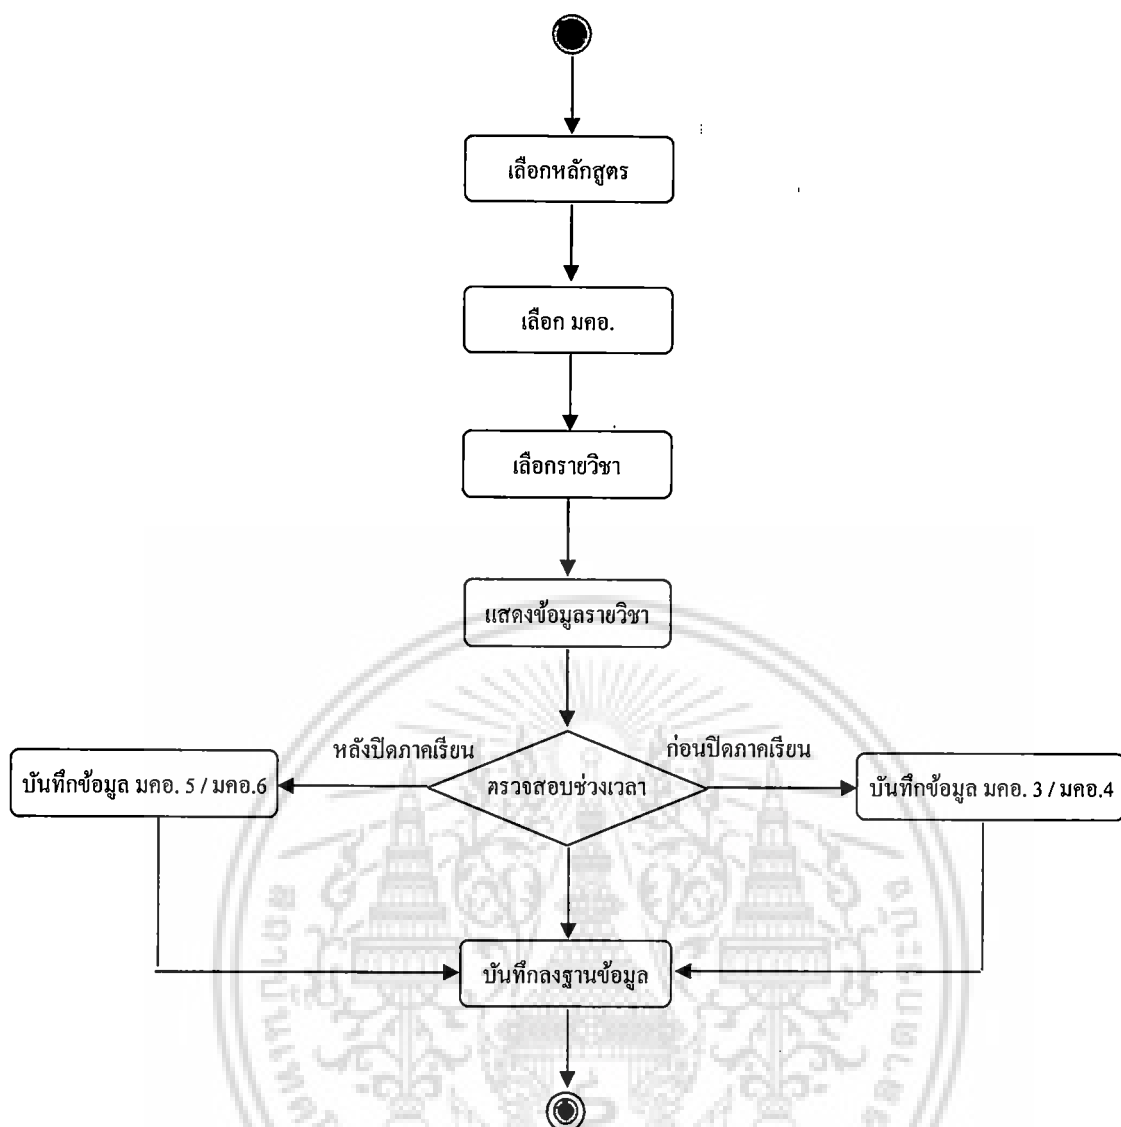 เลือกหลักสูตร
เลือก มคอ.
เลือกรายวิชา
แสดงข้อมูลรายวิชา
หลังปิดภาคเรียน
ก่อนปิดภาคเรียน
บันทึกข้อมูล มคอ. 5 / มคอ.6
ตรวจสอบช่วงเวลา
บันทึกข้อมูล มคอ. 3 / มคอ.4
บันทึกลงฐานข้อมูล